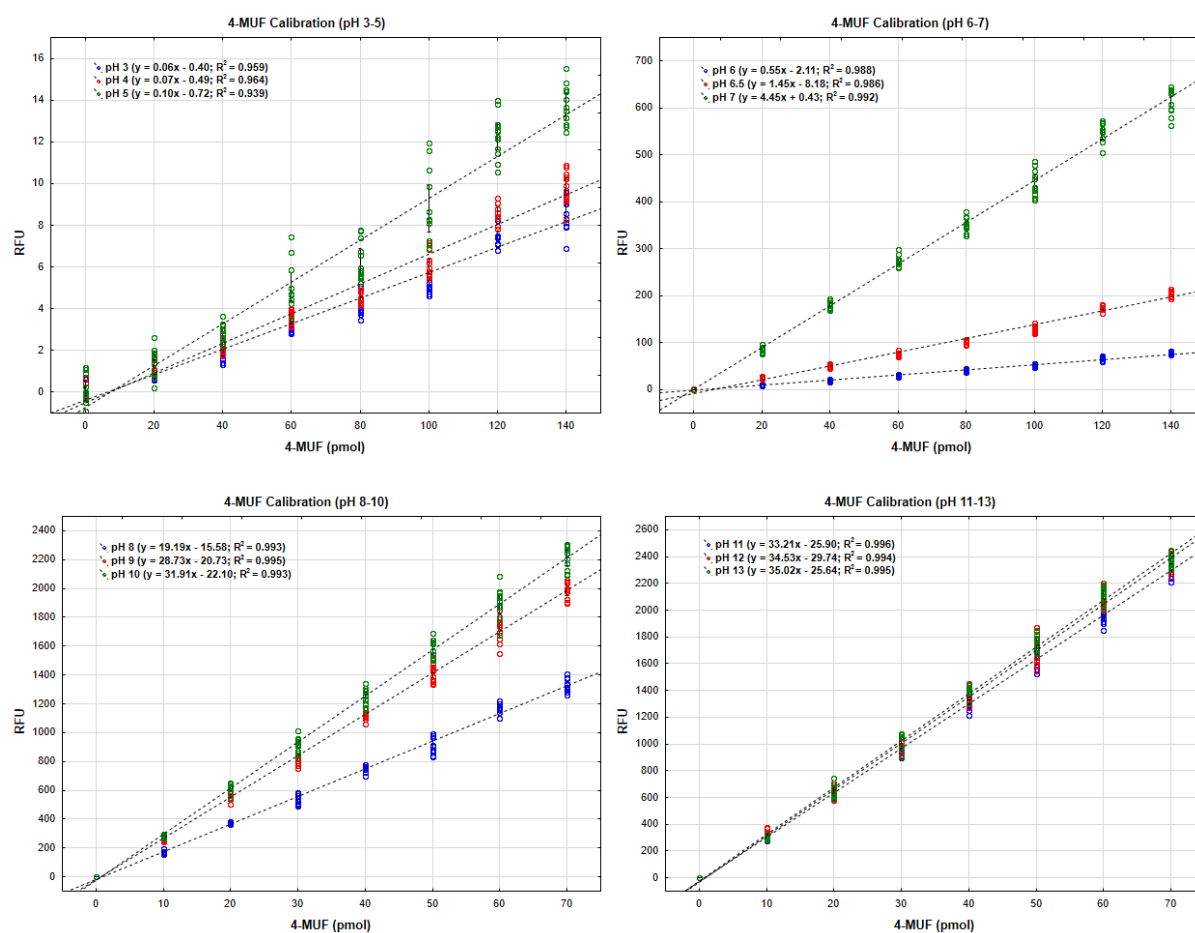 4-MUF Calibration (pH 3-5)
pH 3 (y = 0.06x - 0.40; R² = 0.959)
pH 4 (y = 0.07x - 0.49; R² = 0.964)
pH 5 (y = 0.10x - 0.72; R² = 0.939)
RFU
16
14
12
10
8
6
4
2
0
0 20 40 60 80 100 120 140
4-MUF (pmol)
4-MUF Calibration (pH 6-7)
pH 6 (y = 0.55x - 2.11; R² = 0.988)
pH 6.5 (y = 1.45x - 8.18; R² = 0.986)
pH 7 (y = 4.45x + 0.43; R² = 0.992)
RFU
700
600
500
400
300
200
100
0
0 20 40 60 80 100 120 140
4-MUF (pmol)
4-MUF Calibration (pH 8-10)
pH 8 (y = 19.19x - 15.58; R² = 0.993)
pH 9 (y = 28.73x - 20.73; R² = 0.995)
pH 10 (y = 31.91x - 22.10; R² = 0.993)
RFU
2400
2200
2000
1800
1600
1400
1200
1000
800
600
400
200
0
0 10 20 30 40 50 60 70
4-MUF (pmol)
4-MUF Calibration (pH 11-13)
pH 11 (y = 33.21x - 25.90; R² = 0.996)
pH 12 (y = 34.53x - 29.74; R² = 0.994)
pH 13 (y = 35.02x - 25.64; R² = 0.995)
RFU
2600
2400
2200
2000
1800
1600
1400
1200
1000
800
600
400
200
0
0 10 20 30 40 50 60 70
4-MUF (pmol)